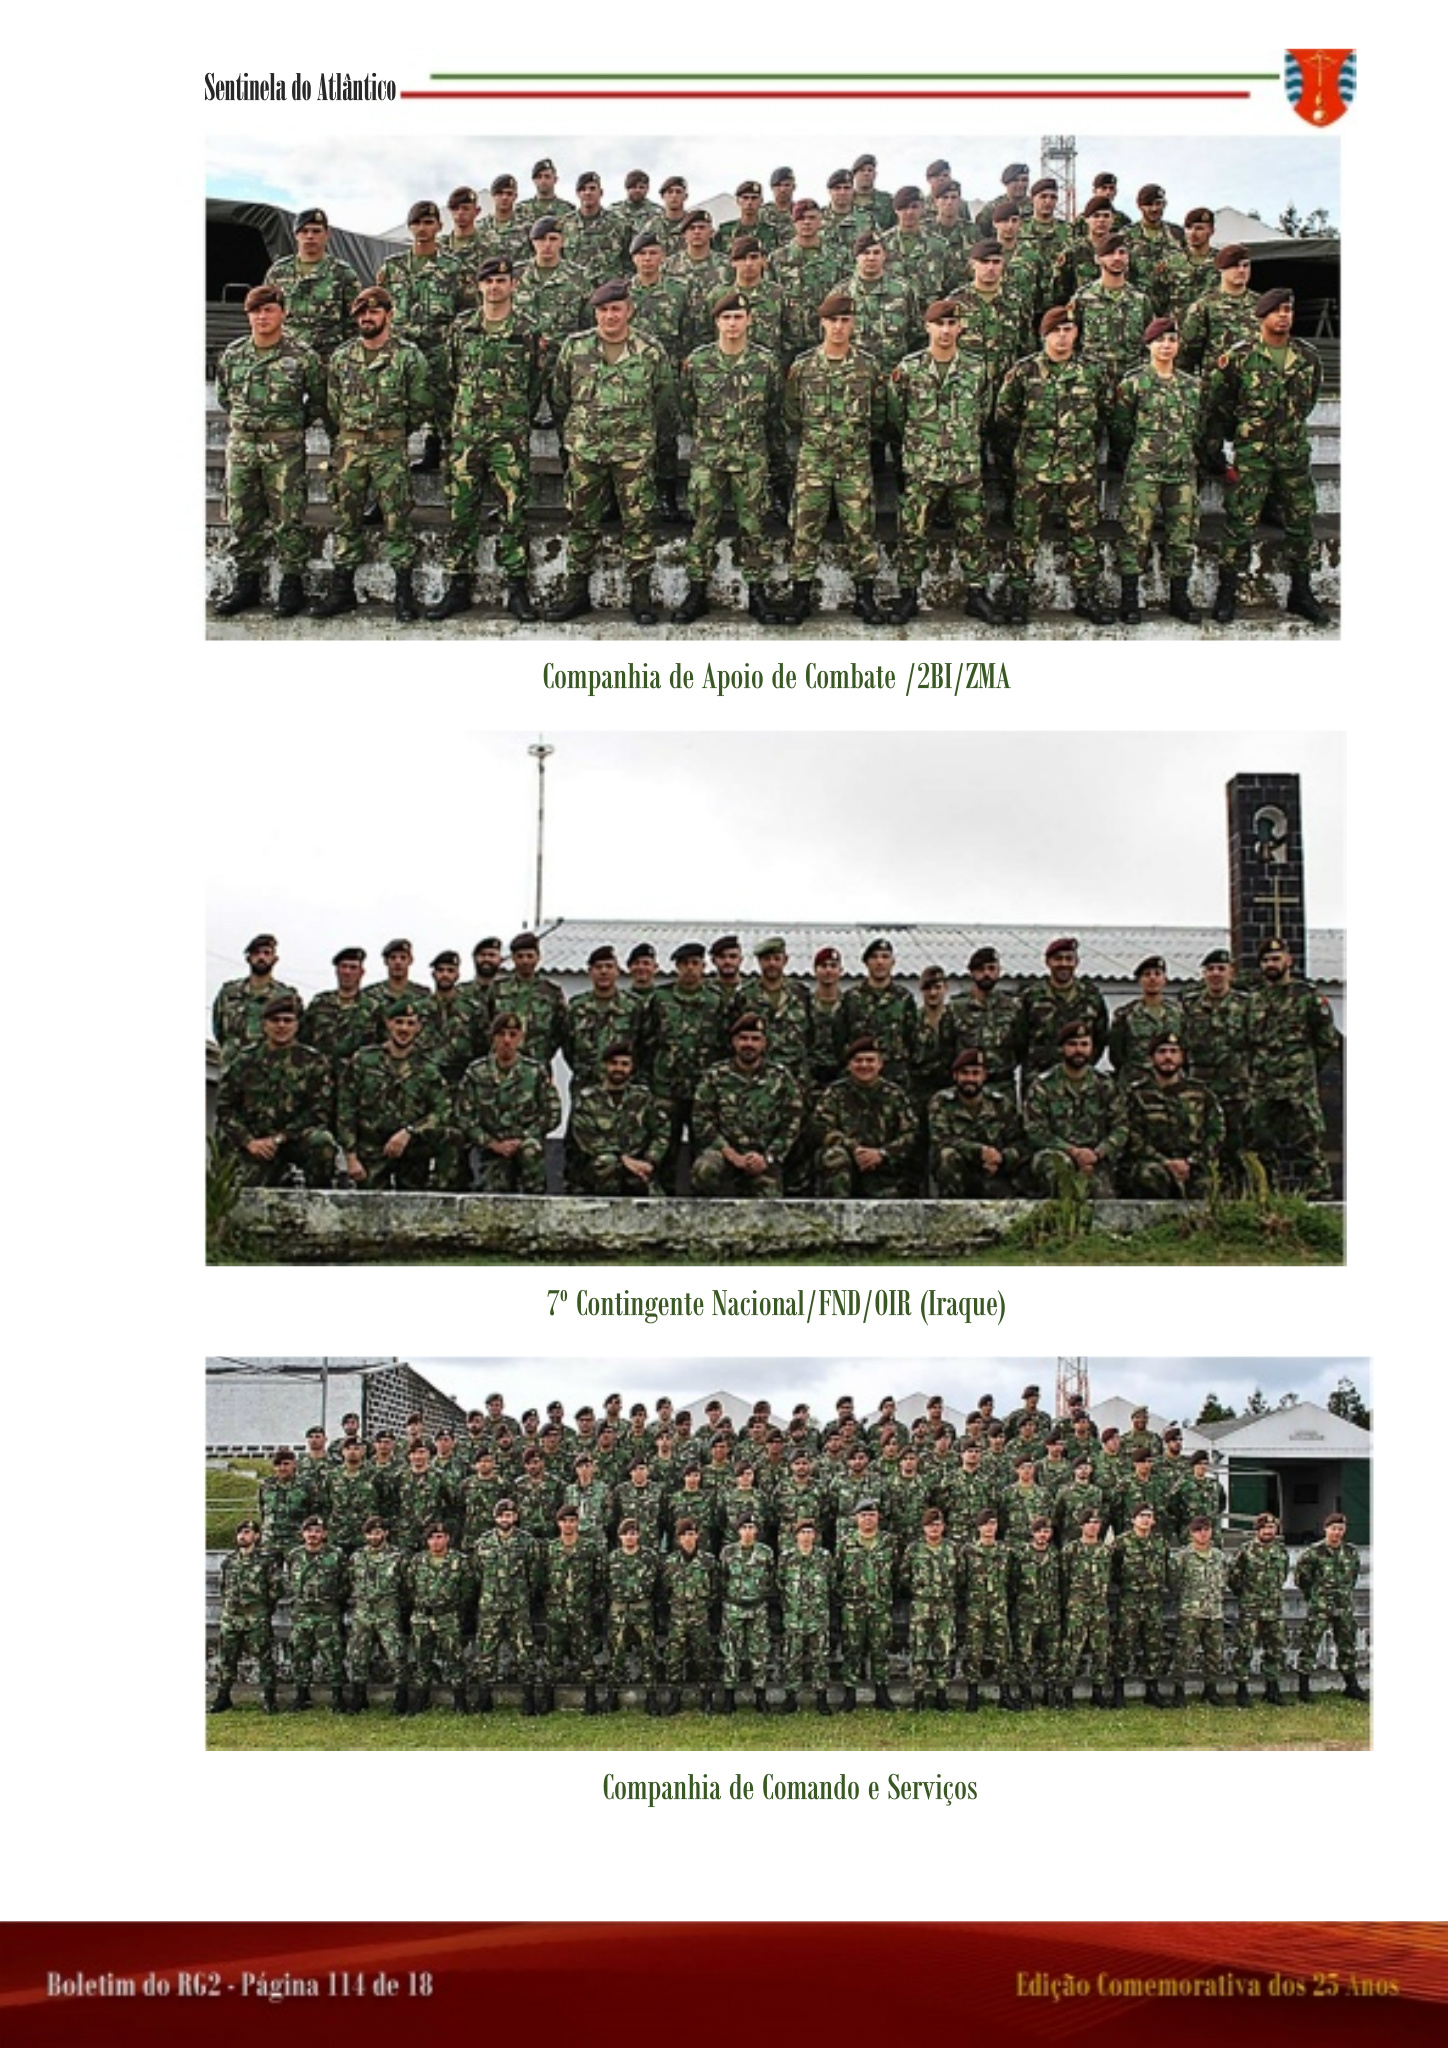 Sentinela do Atlântico
Companhia de Apoio de Combate /2BI/ZMA
7º Contingente Nacional/FND/OIR (Iraque)
Companhia de Comando e Serviços
Boletim do RG2 - Página 114 de 18
Edição Comemorativa dos 25 Anos